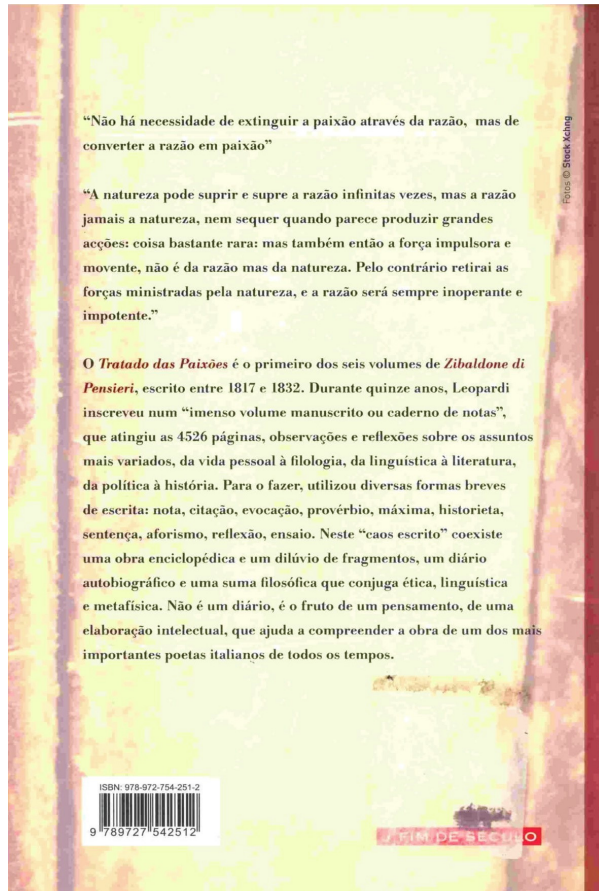 “Não há necessidade de extinguir a paixão através da razão, mas de
converter a razão em paixão”
“A natureza pode suprir e supre a razão infinitas vezes, mas a razão
jamais a natureza, nem sequer quando parece produzir grandes
acções: coisa bastante rara: mas também então a força impulsora e
movente, não é da razão mas da natureza. Pelo contrário retirai as
forças ministradas pela natureza, e a razão será sempre inoperante e
impotente.”
O Tratado das Paixões é o primeiro dos seis volumes de Zibaldone di
Pensieri, escrito entre 1817 e 1832. Durante quinze anos, Leopardi
inscreveu num “imenso volume manuscrito ou caderno de notas”,
que atingiu as 4526 páginas, observações e reflexões sobre os assuntos
mais variados, da vida pessoal à filologia, da linguística à literatura,
da política à história. Para o fazer, utilizou diversas formas breves
de escrita: nota, citação, evocação, provérbio, máxima, historieta,
sentença, aforismo, reflexão, ensaio. Neste “caos escrito” coexiste
uma obra enciclopédica e um dilúvio de fragmentos, um diário
autobiográfico e uma suma filosófica que conjuga ética, linguística
e metafísica. Não é um diário, é o fruto de um pensamento, de uma
elaboração intelectual, que ajuda a compreender a obra de um dos mais
importantes poetas italianos de todos os tempos.
Fotos © Stock Xchng
ISBN: 978-972-754-251-2
9 789727 542512
FIM DE SÉCULO